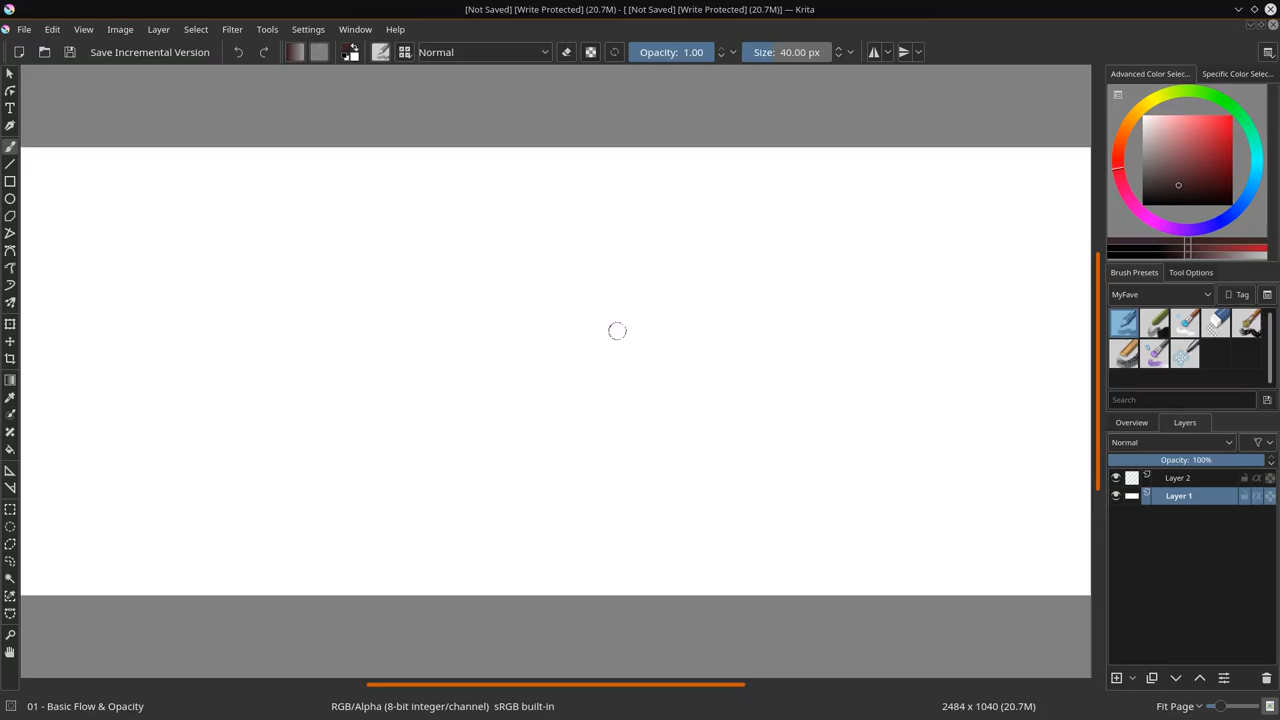 [Not Saved] [Write Protected] (20.7M) - [ [Not Saved] [Write Protected] (20.7M)] — Krita
File Edit View Image Layer Select Filter Tools Settings Window Help
Save Incremental Version Normal Opacity: 1.00 Size: 40.00 px
Advanced Color Selec... Specific Color Selec...
Brush Presets Tool Options
MyFave Tag
Search
Overview Layers
Normal
Opacity: 100%
Layer 2
Layer 1
01 - Basic Flow & Opacity RGB/Alpha (8-bit integer/channel) sRGB built-in 2484 x 1040 (20.7M) Fit Page